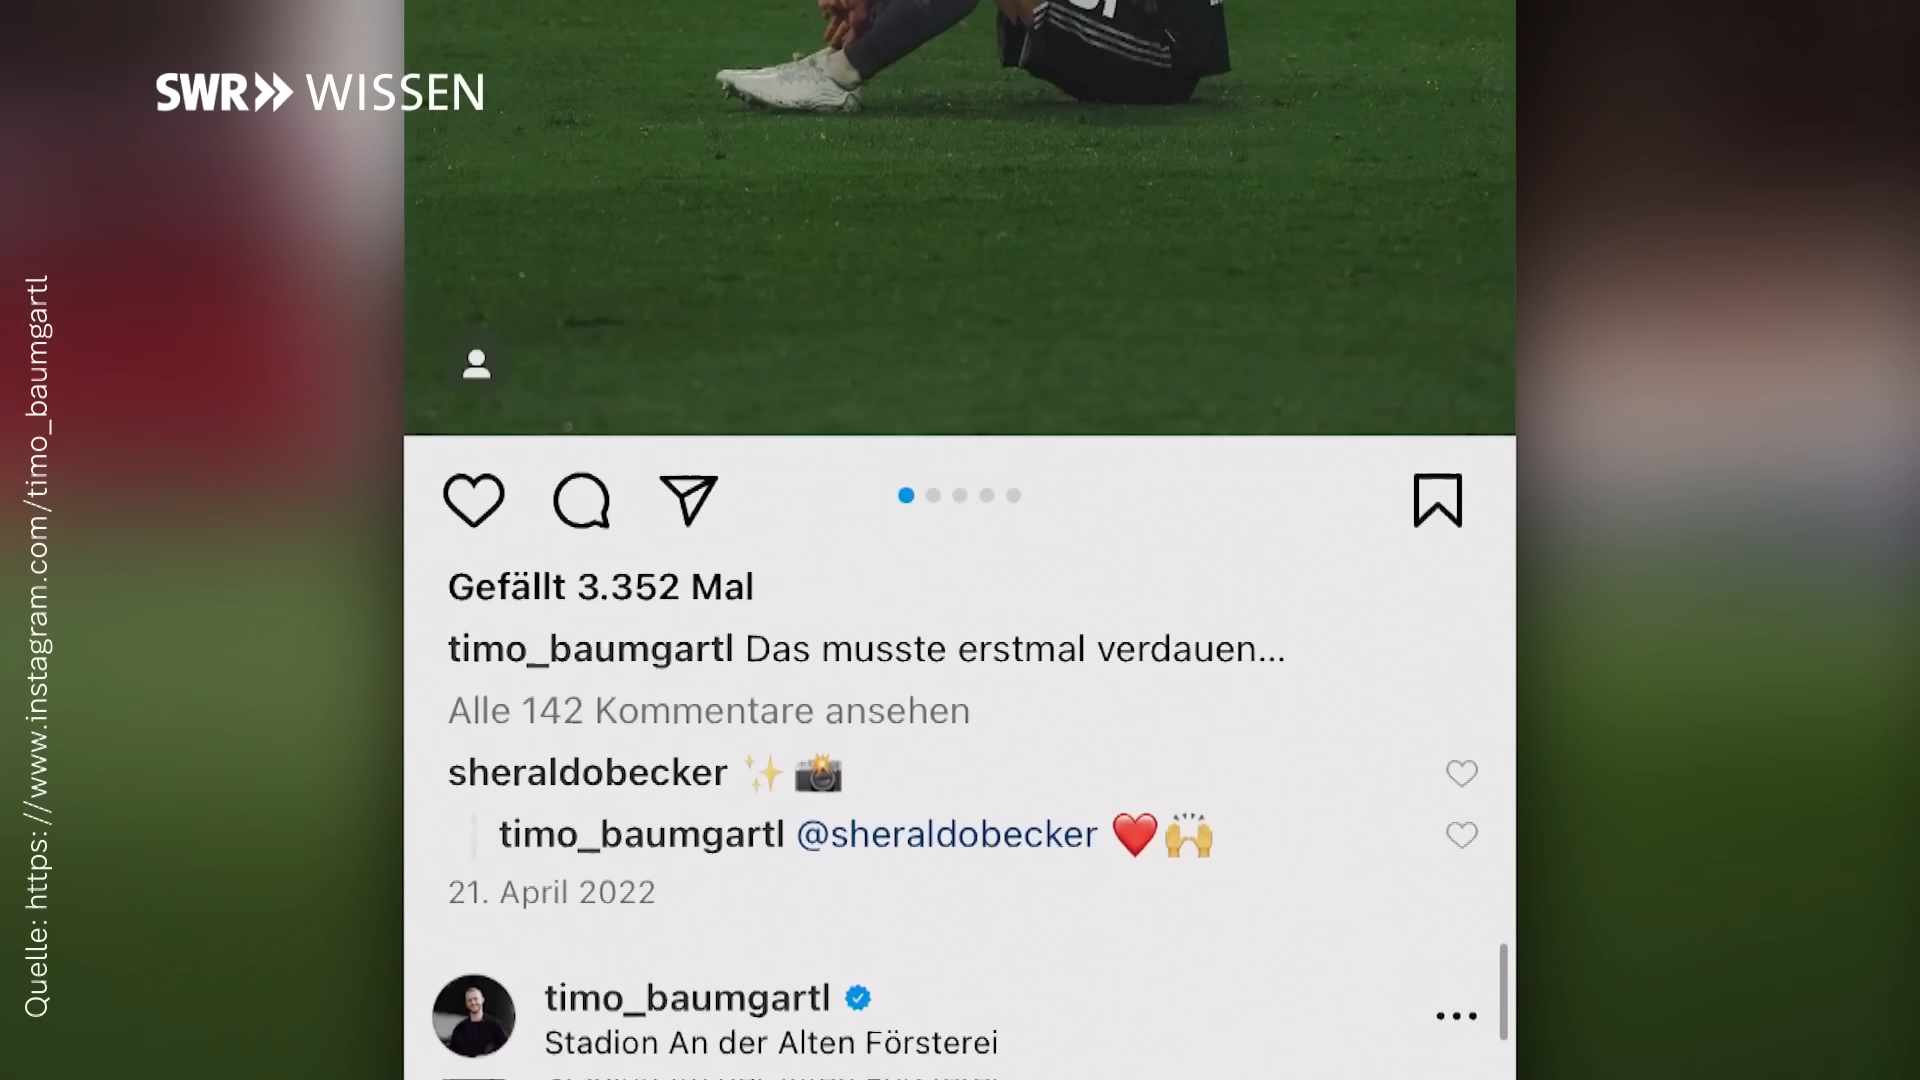 SWR» WISSEN
Quelle: https://www.instagram.com/timo_baumgartl
Gefällt 3.352 Mal
timo_baumgartl Das musste erstmal verdauen...
Alle 142 Kommentare ansehen
sheraldobecker ✨ 📸
timo_baumgartl @sheraldobecker ❤️🙌
21. April 2022
timo_baumgartl
Stadion An der Alten Försterei